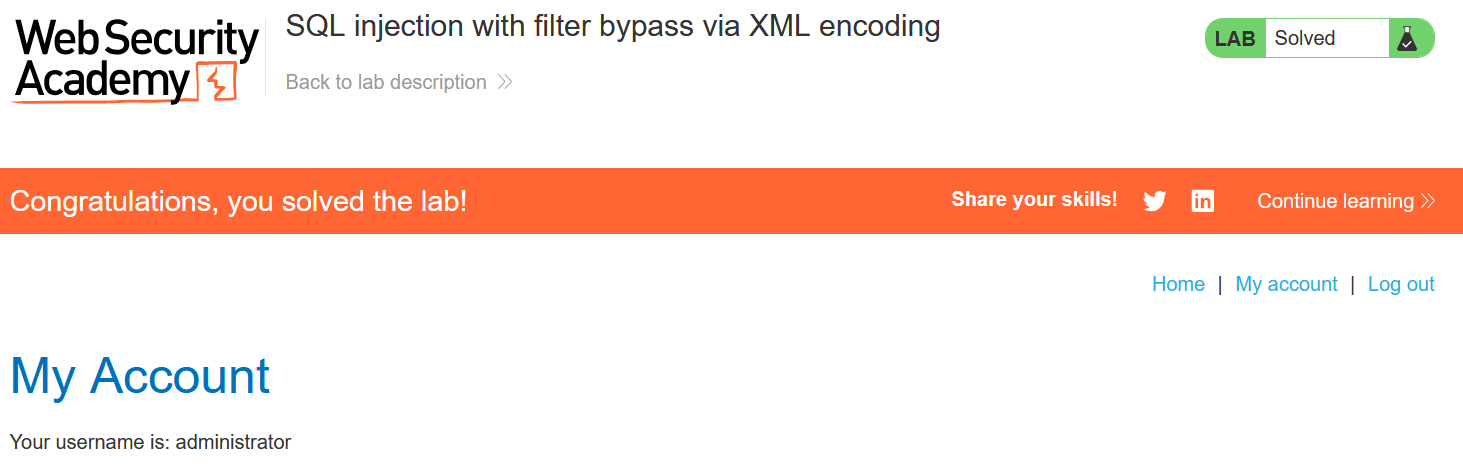 Web Security
Academy
SQL injection with filter bypass via XML encoding
Back to lab description
LAB Solved
Congratulations, you solved the lab!
Share your skills!
in
Continue learning
Home | My account | Log out
My Account
Your username is: administrator